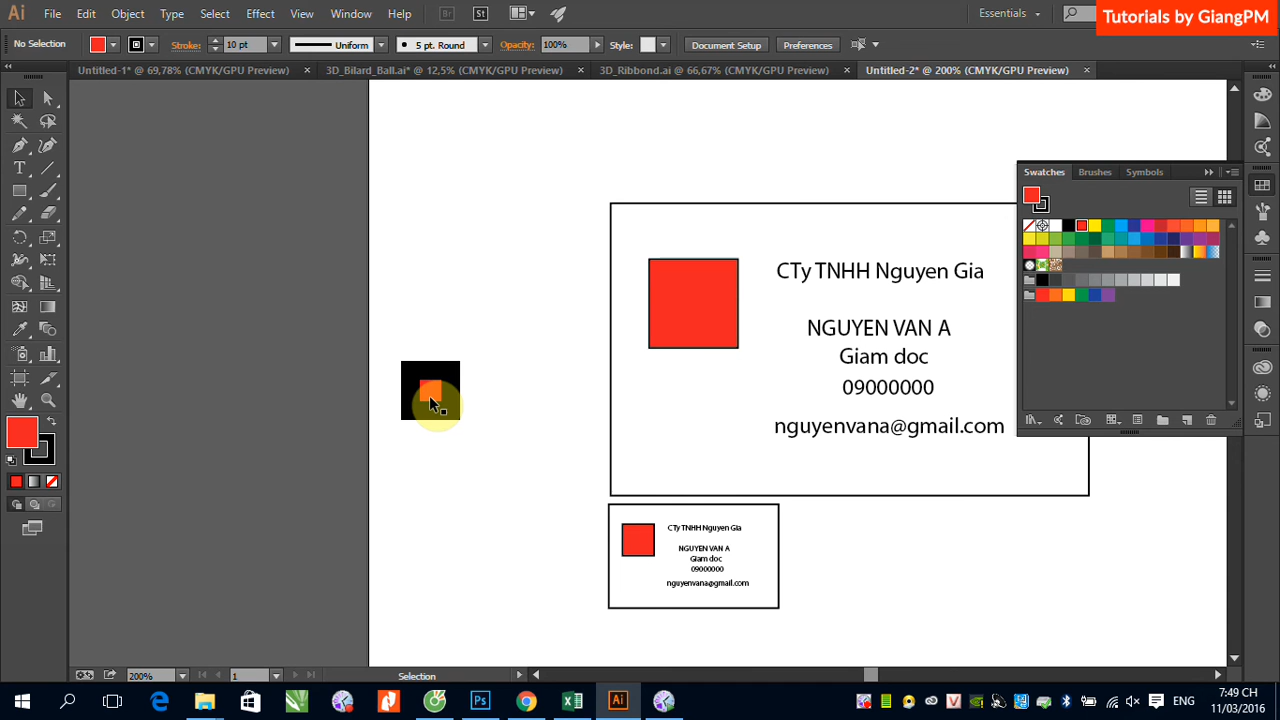 Ai File Edit Object Type Select Effect View Window Help Br St Essentials
Tutorials by GiangPM
No Selection Stroke: 10 pt Uniform 5 pt. Round Opacity: 100% Style: Document Setup Preferences
Untitled-1* @ 69,78% (CMYK/GPU Preview) × 3D_Bilard_Ball.ai* @ 12,5% (CMYK/GPU Preview) × 3D_Ribbond.ai @ 66,67% (CMYK/GPU Preview) × Untitled-2* @ 200% (CMYK/GPU Preview) ×
Swatches Brushes Symbols
CTy TNHH Nguyen Gia
NGUYEN VAN A
Giam doc
09000000
nguyenvana@gmail.com
CTy TNHH Nguyen Gia
NGUYEN VAN A
Giam doc
09000000
nguyenvana@gmail.com
200% 1 Selection
Ps Ai ENG 7:49 CH
11/03/2016